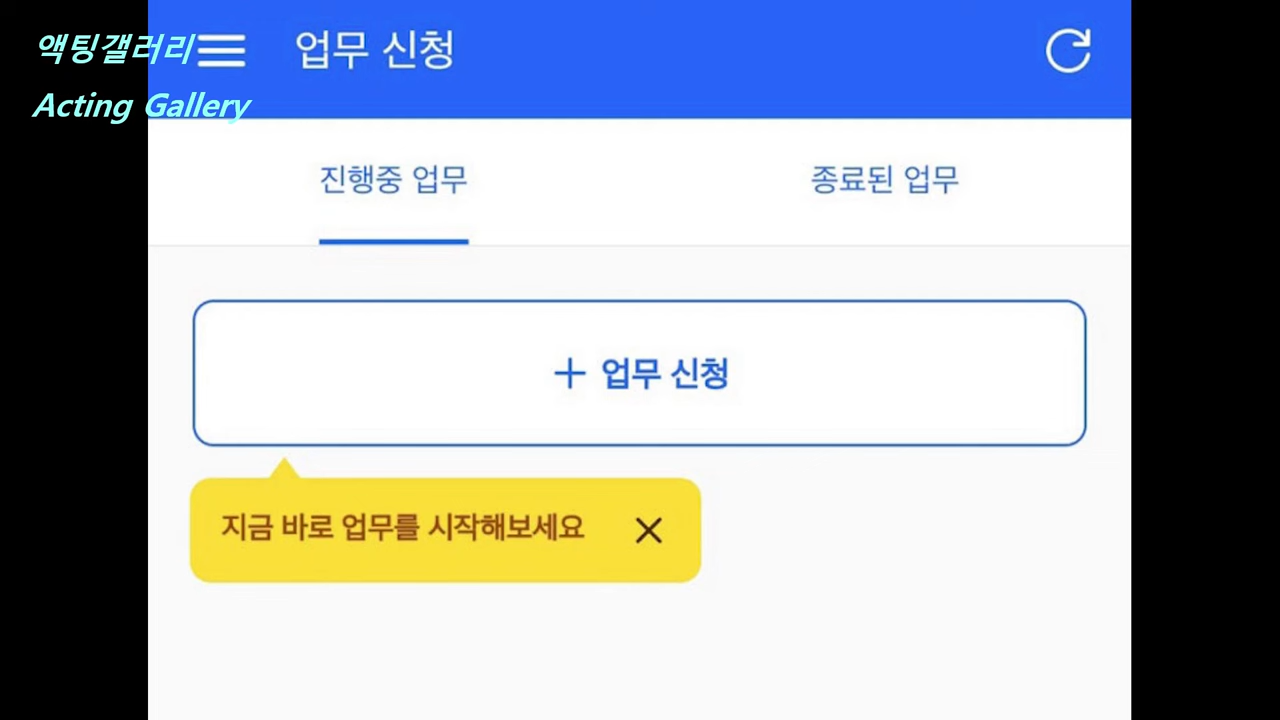 액팅갤러리
Acting Gallery
업무 신청
진행중 업무
종료된 업무
+ 업무 신청
지금 바로 업무를 시작해보세요